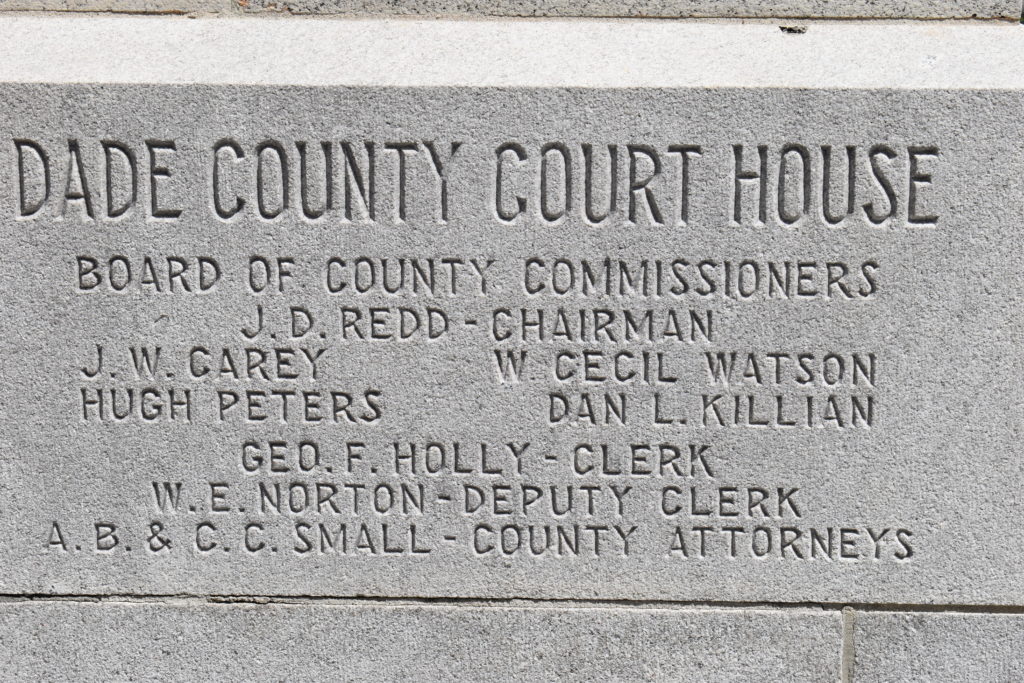 DADE COUNTY COURT HOUSE
BOARD OF COUNTY COMMISSIONERS
J. D. REDD - CHAIRMAN
J. W. CAREY W. CECIL WATSON
HUGH PETERS DAN L. KILLIAN
GEO. F. HOLLY - CLERK
W. E. NORTON - DEPUTY CLERK
A. B. & C. C. SMALL - COUNTY ATTORNEYS